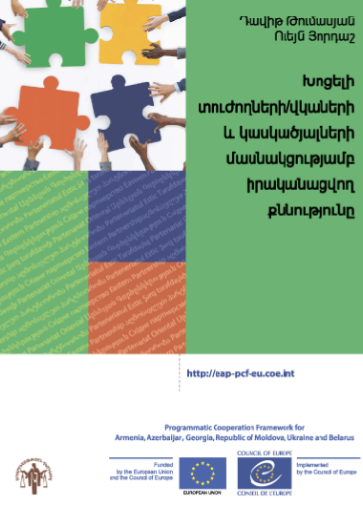 Դավիթ Թումասյան
Ուեյն Յորդաշ
Խոցելի
տուժողների/վկաների
և կասկածյալների
մասնակցությամբ
իրականացվող
քննությունը
http://eap-pcf-eu.coe.int
Programmatic Cooperation Framework for
Armenia, Azerbaijan, Georgia, Republic of Moldova, Ukraine and Belarus
Funded
by the European Union
and the Council of Europe
EUROPEAN UNION
COUNCIL OF EUROPE
CONSEIL DE L'EUROPE
Implemented
by the Council of Europe